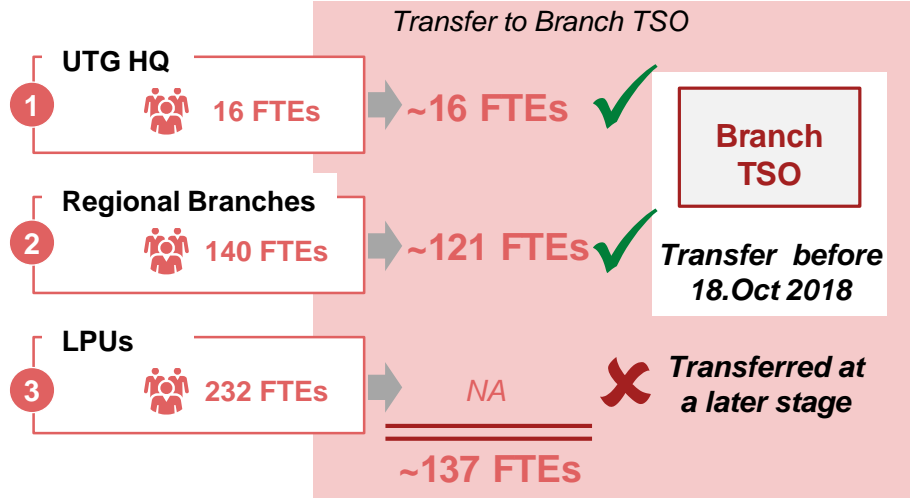 Transfer to Branch TSO
UTG HQ
1
16 FTEs
~16 FTEs
Branch
TSO
Regional Branches
2
140 FTEs
~121 FTEs
Transfer before
18.Oct 2018
LPUs
3
232 FTEs
NA
Transferred at
a later stage
~137 FTEs